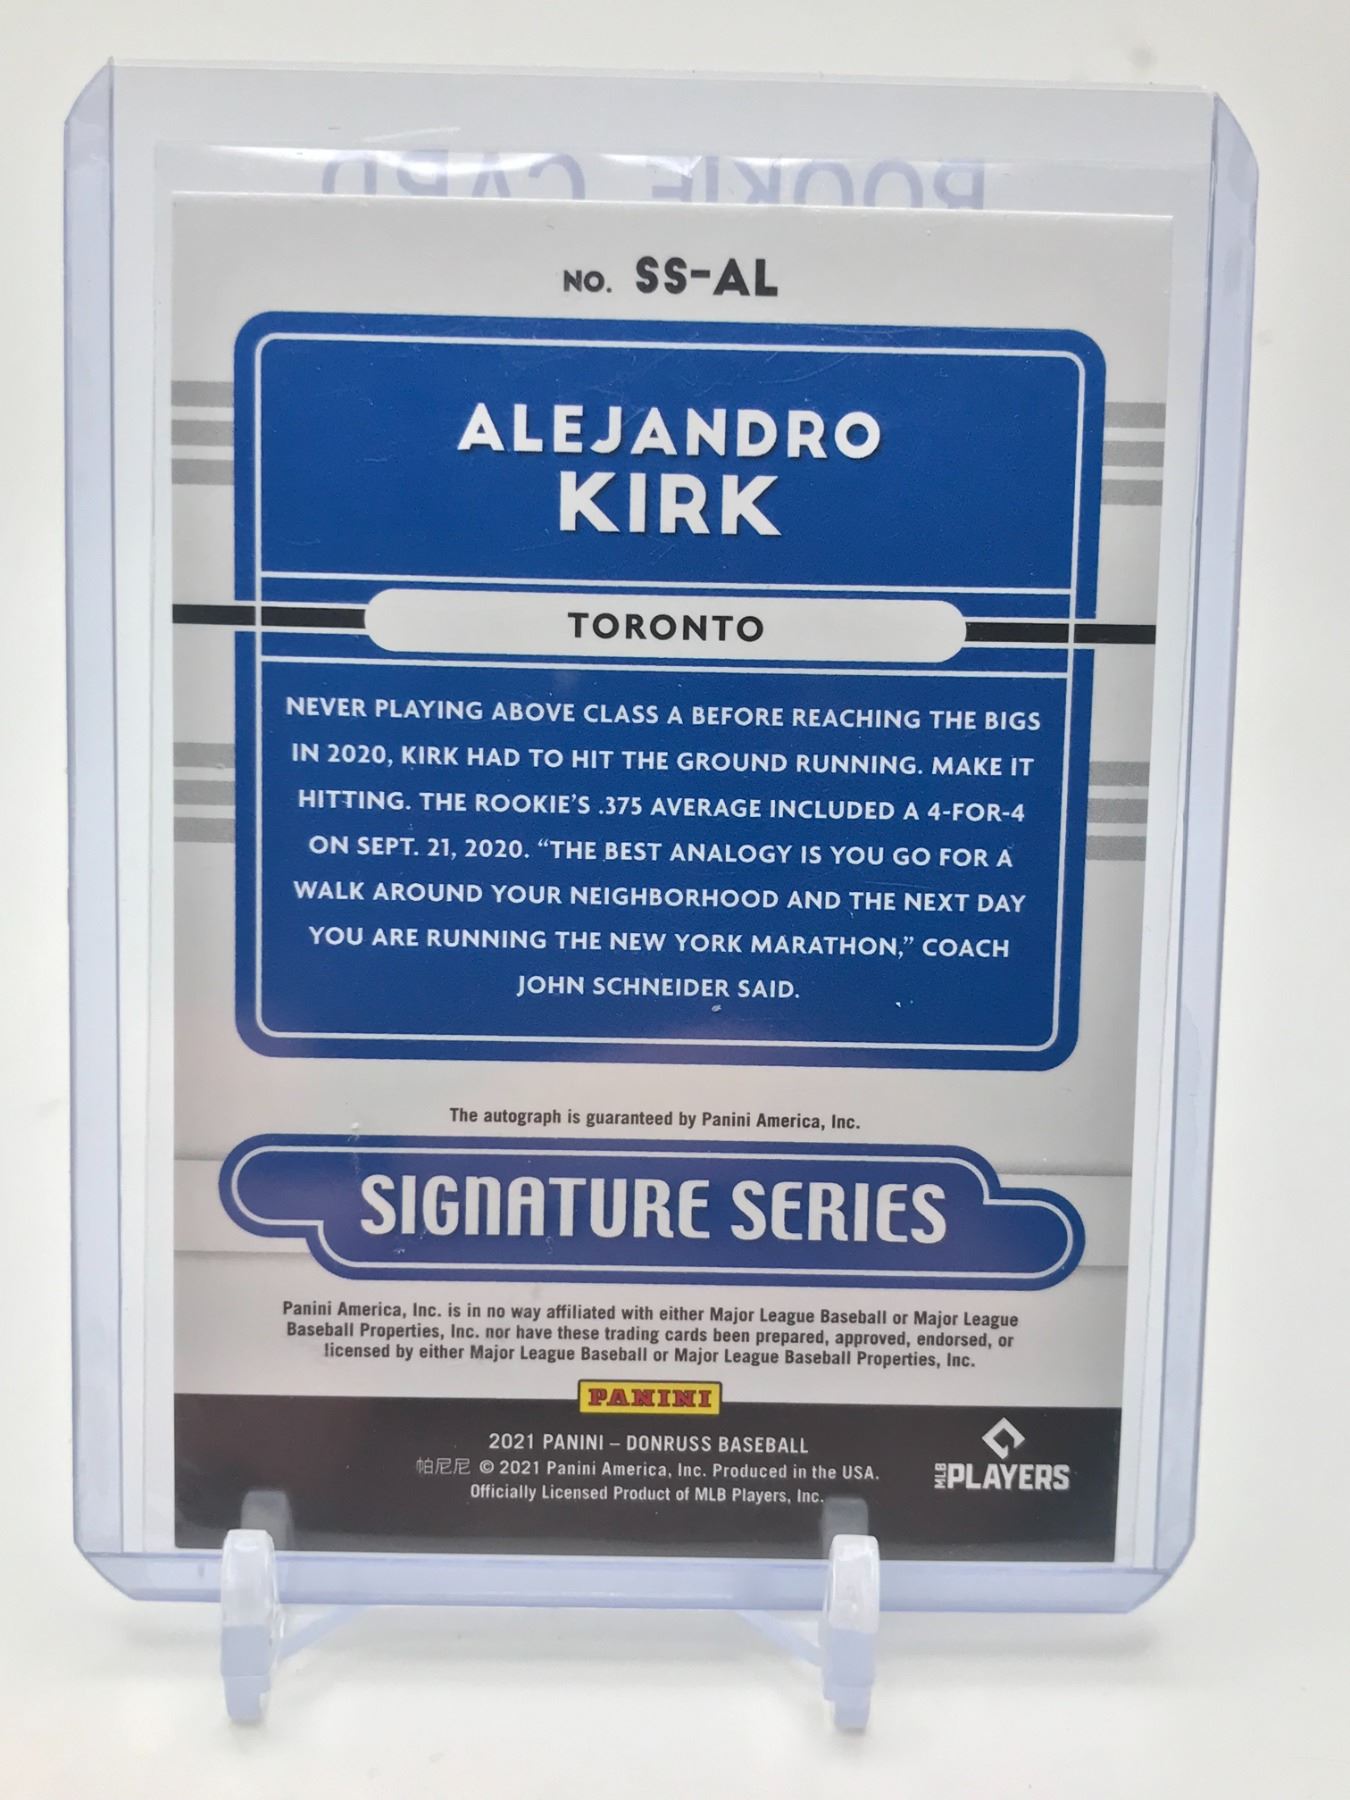 ROOKIE CARD
NO. SS-AL
ALEJANDRO
KIRK
TORONTO
NEVER PLAYING ABOVE CLASS A BEFORE REACHING THE BIGS
IN 2020, KIRK HAD TO HIT THE GROUND RUNNING. MAKE IT
HITTING. THE ROOKIE'S .375 AVERAGE INCLUDED A 4-FOR-4
ON SEPT. 21, 2020. “THE BEST ANALOGY IS YOU GO FOR A
WALK AROUND YOUR NEIGHBORHOOD AND THE NEXT DAY
YOU ARE RUNNING THE NEW YORK MARATHON,” COACH
JOHN SCHNEIDER SAID.
The autograph is guaranteed by Panini America, Inc.
SIGNATURE SERIES
Panini America, Inc. is in no way affiliated with either Major League Baseball or Major League
Baseball Properties, Inc. nor have these trading cards been prepared, approved, endorsed, or
licensed by either Major League Baseball or Major League Baseball Properties, Inc.
PANINI
2021 PANINI – DONRUSS BASEBALL
帕尼尼 © 2021 Panini America, Inc. Produced in the USA.
Officially Licensed Product of MLB Players, Inc.
MLB PLAYERS